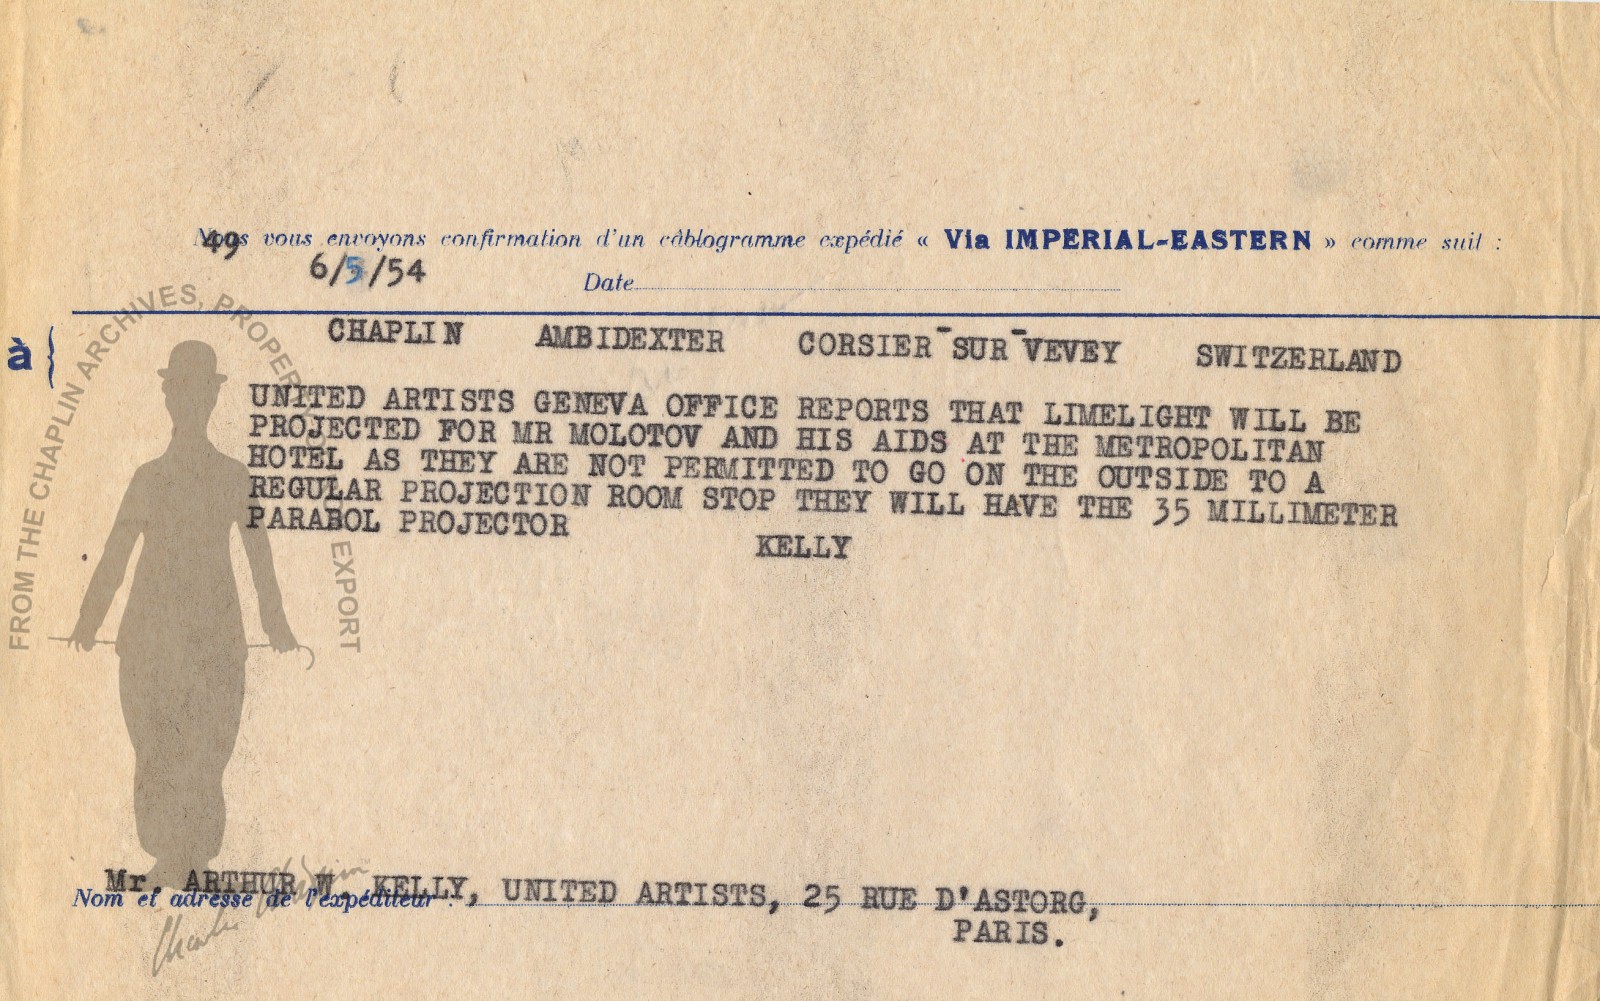 Nous vous envoyons confirmation d'un câblogramme expédié « Via IMPERIAL-EASTERN » comme suit :
49
6/5/54
Date
à
CHAPLIN AMBIDEXTER CORSIER-SUR-VEVEY SWITZERLAND
UNITED ARTISTS GENEVA OFFICE REPORTS THAT LIMELIGHT WILL BE
PROJECTED FOR MR MOLOTOV AND HIS AIDS AT THE METROPOLITAN
HOTEL AS THEY ARE NOT PERMITTED TO GO ON THE OUTSIDE TO A
REGULAR PROJECTION ROOM STOP THEY WILL HAVE THE 35 MILLIMETER
PARABOL PROJECTOR
KELLY
Mr. ARTHUR W. KELLY, UNITED ARTISTS, 25 RUE D'ASTORG,
PARIS.
Nom et adresse de l'expéditeur :
Charlie Chaplin
FROM THE CHAPLIN ARCHIVES, PROPER EXPORT